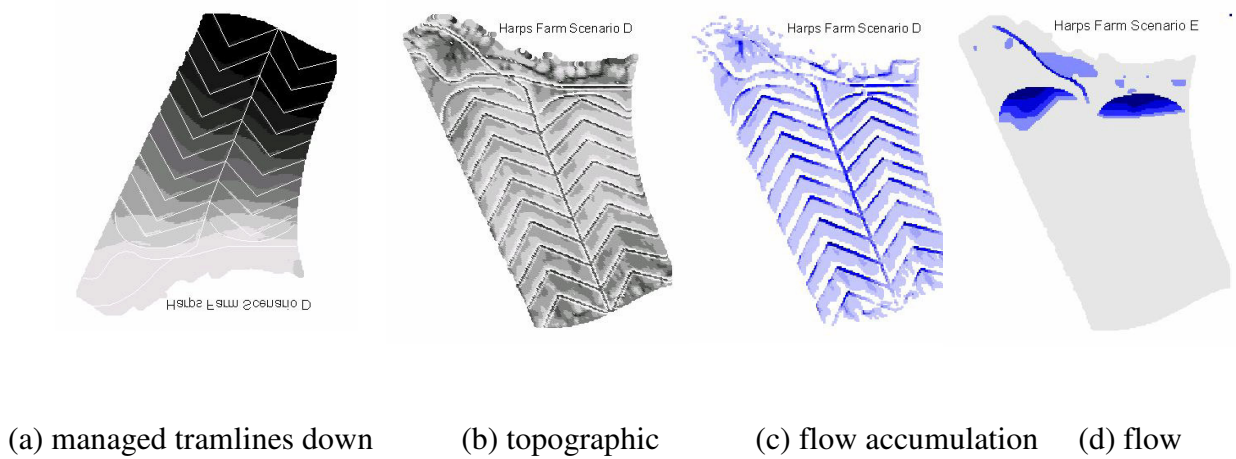 Harps Farm Scenario D
Harps Farm Scenario D
Harps Farm Scenario E
Harps Farm Scenario D
(a) managed tramlines down (b) topographic (c) flow accumulation (d) flow